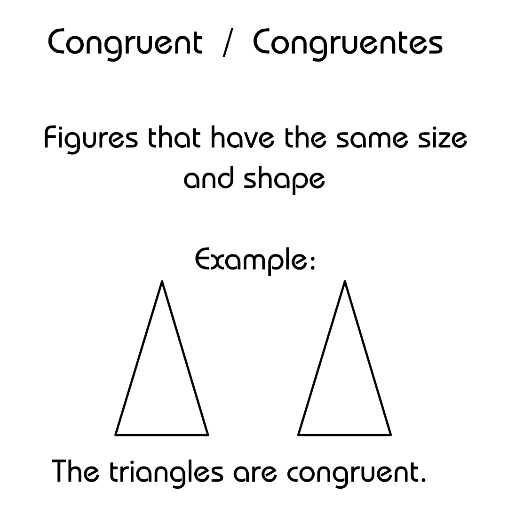 Congruent / Congruentes
Figures that have the same size
and shape
Example:
The triangles are congruent.